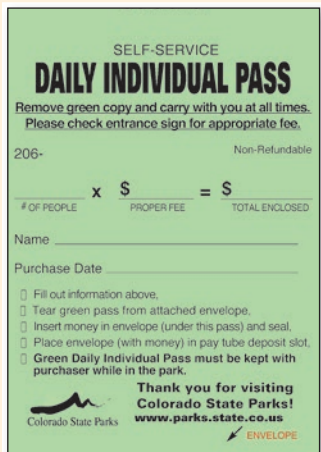 SELF-SERVICE
DAILY INDIVIDUAL PASS
Remove green copy and carry with you at all times.
Please check entrance sign for appropriate fee.
206-
Non-Refundable
x $ = $
# OF PEOPLE PROPER FEE TOTAL ENCLOSED
Name
Purchase Date
Fill out information above,
Tear green pass from attached envelope.
Insert money in envelope (under this pass) and seal,
Place envelope (with money) in pay tube deposit slot,
Green Daily Individual Pass must be kept with
purchaser while in the park.
Thank you for visiting
Colorado State Parks!
www.parks.state.co.us
Colorado State Parks
ENVELOPE